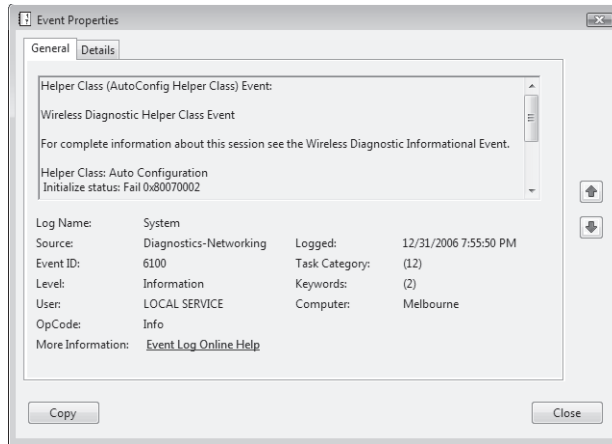 Event Properties
General Details
Helper Class (AutoConfig Helper Class) Event:
Wireless Diagnostic Helper Class Event
For complete information about this session see the Wireless Diagnostic Informational Event.
Helper Class: Auto Configuration
Initialize status: Fail 0x80070002
Log Name: System
Source: Diagnostics-Networking Logged: 12/31/2006 7:55:50 PM
Event ID: 6100 Task Category: (12)
Level: Information Keywords: (2)
User: LOCAL SERVICE Computer: Melbourne
OpCode: Info
More Information: Event Log Online Help
Copy Close